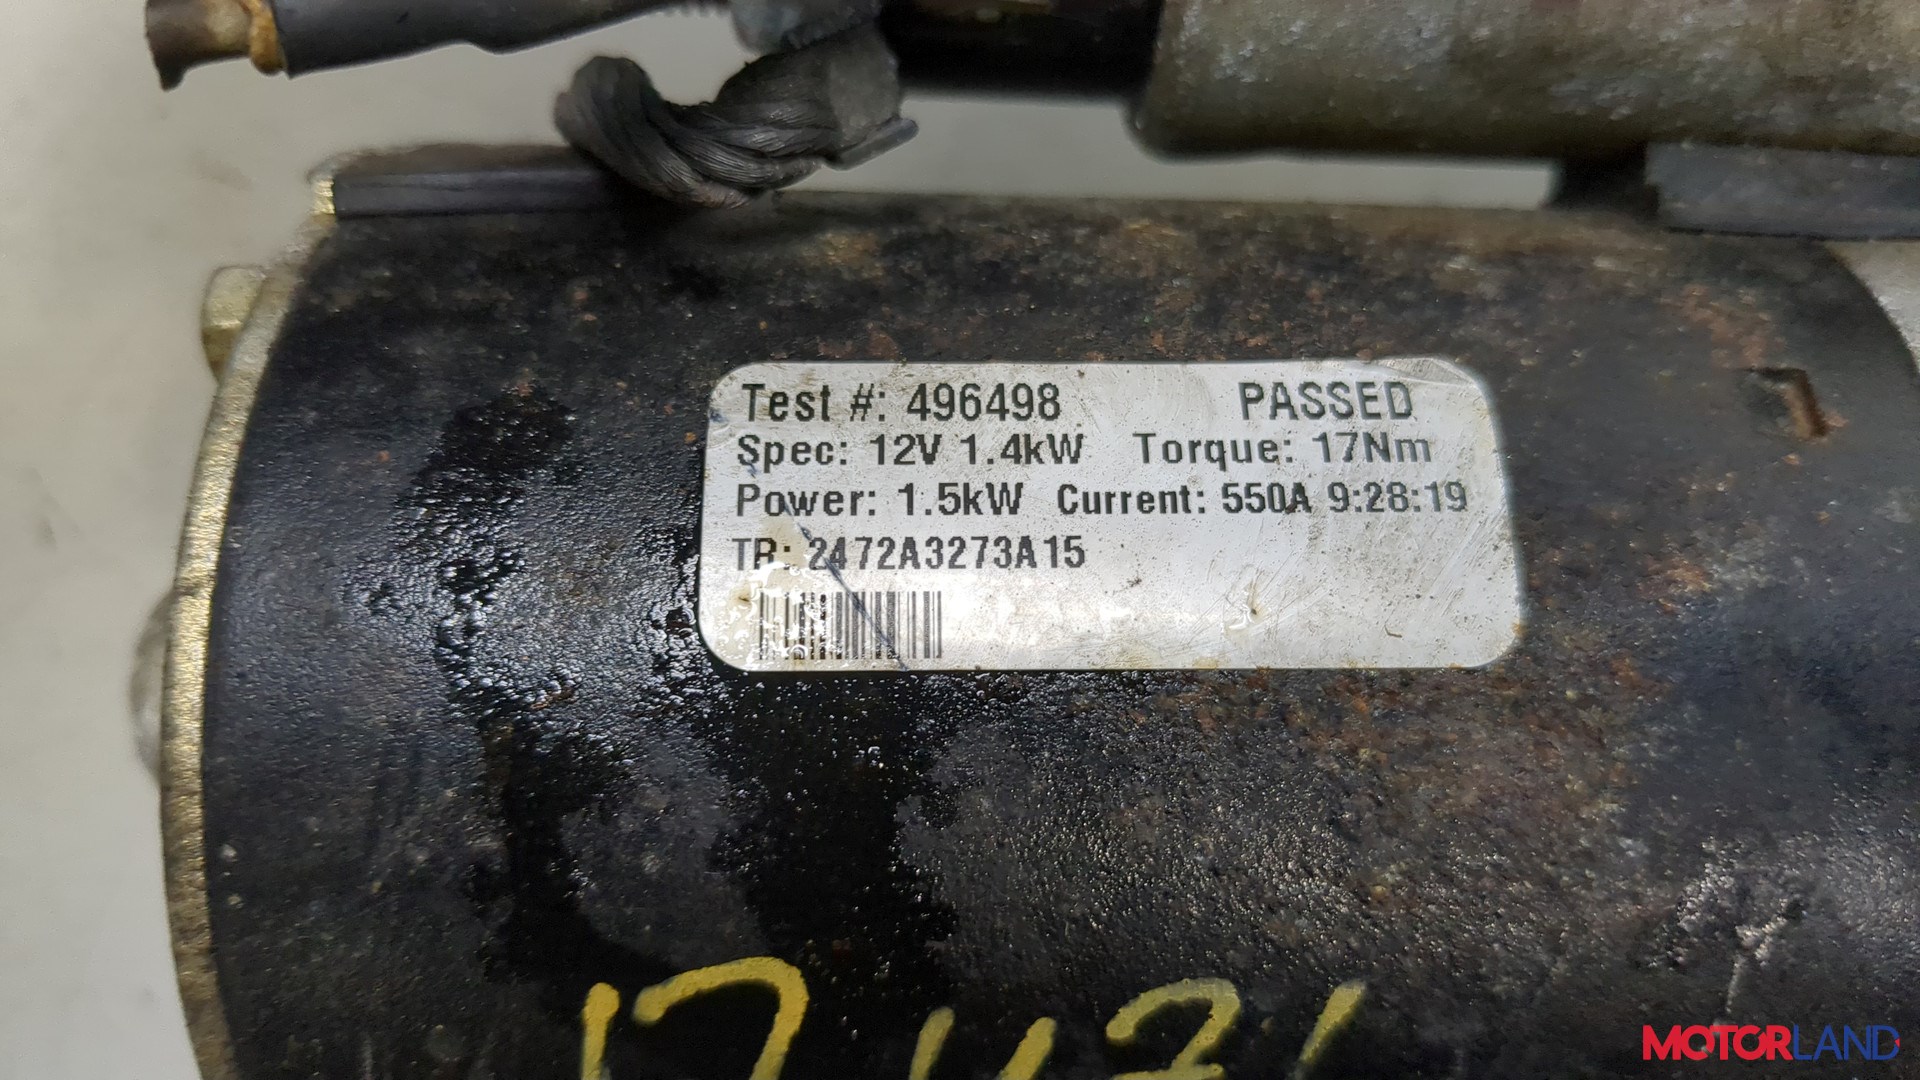 Test #: 496498 PASSED
Spec: 12V 1.4kW Torque: 17Nm
Power: 1.5kW Current: 550A 9:28:19
TR: 2472A3273A15
MOTORLAND